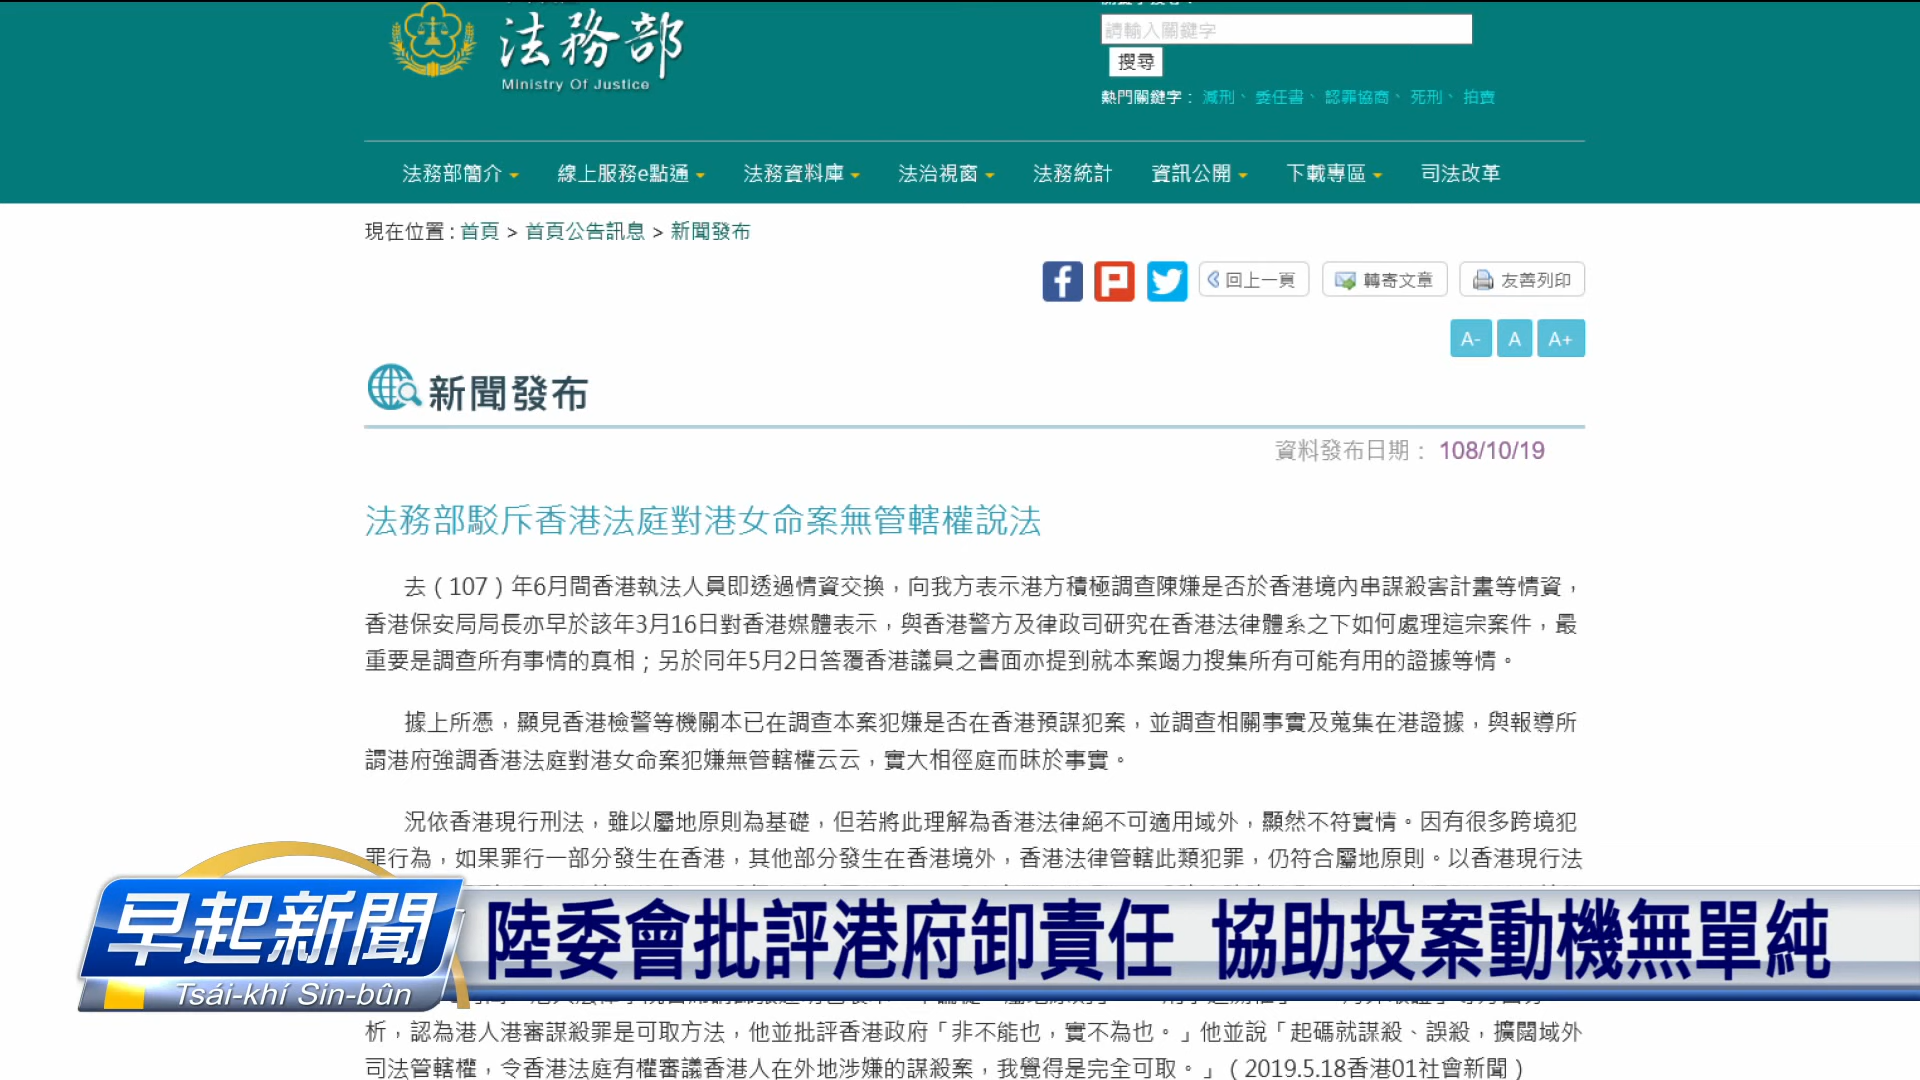 法務部
Ministry Of Justice
請輸入關鍵字
搜尋
熱門關鍵字： 減刑、 委任書、 認罪協商、 死刑、 拍賣
法務部簡介 線上服務e點通 法務資料庫 法治視窗 法務統計 資訊公開 下載專區 司法改革
現在位置 : 首頁 > 首頁公告訊息 > 新聞發布
回上一頁 轉寄文章 友善列印
A- A A+
新聞發布
資料發布日期： 108/10/19
法務部駁斥香港法庭對港女命案無管轄權說法
去（107）年6月間香港執法人員即透過情資交換，向我方表示港方積極調查陳嫌是否於香港境內串謀殺害計畫等情資，
香港保安局局長亦早於該年3月16日對香港媒體表示，與香港警方及律政司研究在香港法律體系之下如何處理這宗案件，最
重要是調查所有事情的真相；另於同年5月2日答覆香港議員之書面亦提到就本案竭力搜集所有可能有用的證據等情。
據上所憑，顯見香港檢警等機關本已在調查本案犯嫌是否在香港預謀犯案，並調查相關事實及蒐集在港證據，與報導所
謂港府強調香港法庭對港女命案犯嫌無管轄權云云，實大相徑庭而昧於事實。
況依香港現行刑法，雖以屬地原則為基礎，但若將此理解為香港法律絕不可適用域外，顯然不符實情。因有很多跨境犯
罪行為，如果罪行一部分發生在香港，其他部分發生在香港境外，香港法律管轄此類犯罪，仍符合屬地原則。以香港現行法
早起新聞
Tsái-khí Sin-bûn
陸委會批評港府卸責任 協助投案動機無單純
析，認為港人港審謀殺罪是可取方法，他並批評香港政府「非不能也，實不為也。」他並說「起碼就謀殺、誤殺，擴闊域外
司法管轄權，令香港法庭有權審議香港人在外地涉嫌的謀殺案，我覺得是完全可取。」（2019.5.18香港01社會新聞）